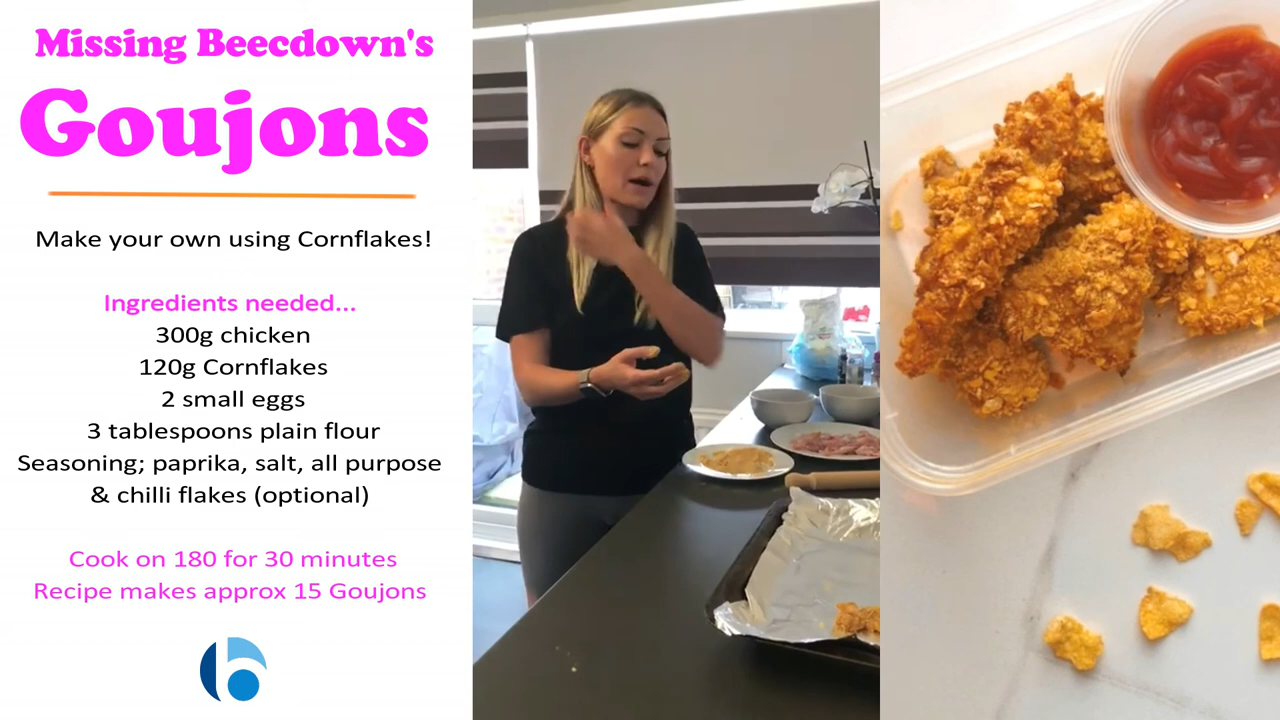 Missing Beecdown's
Goujons
Make your own using Cornflakes!
Ingredients needed...
300g chicken
120g Cornflakes
2 small eggs
3 tablespoons plain flour
Seasoning; paprika, salt, all purpose
& chilli flakes (optional)
Cook on 180 for 30 minutes
Recipe makes approx 15 Goujons
b